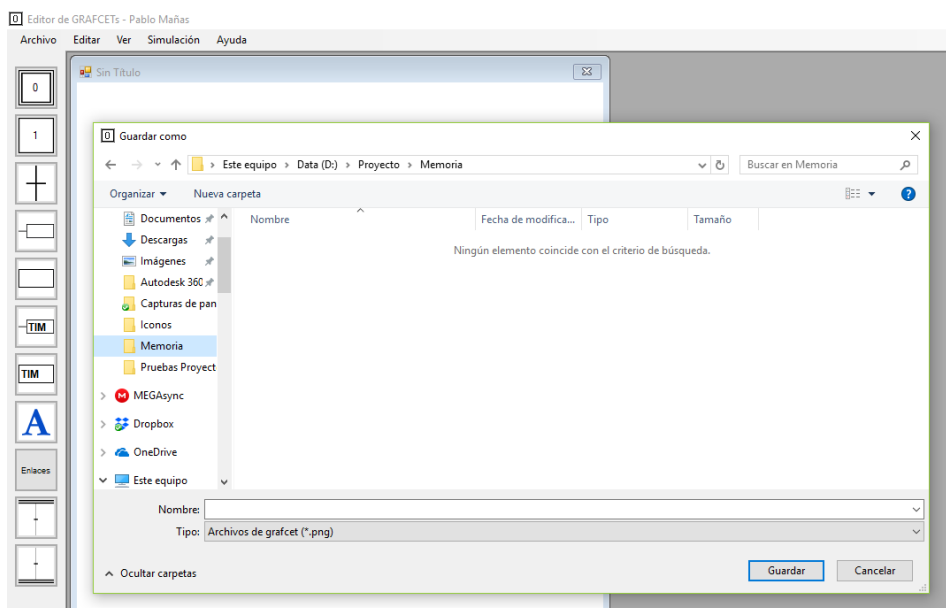 0 Editor de GRAFCETs - Pablo Mañas
Archivo Editar Ver Simulación Ayuda
Sin Titulo
0
1
TIM
TIM
A
Enlaces
0 Guardar como
Este equipo > Data (D:) > Proyecto > Memoria
Buscar en Memoria
Organizar
Nueva carpeta
?
Documentos
Descargas
Imágenes
Autodesk 360
Capturas de pan
Iconos
Memoria
Pruebas Proyect
MEGAsync
Dropbox
OneDrive
Este equipo
Nombre Fecha de modifica... Tipo Tamaño
Ningún elemento coincide con el criterio de búsqueda.
Nombre:
Tipo: Archivos de grafcet (*.png)
Ocultar carpetas
Guardar Cancelar